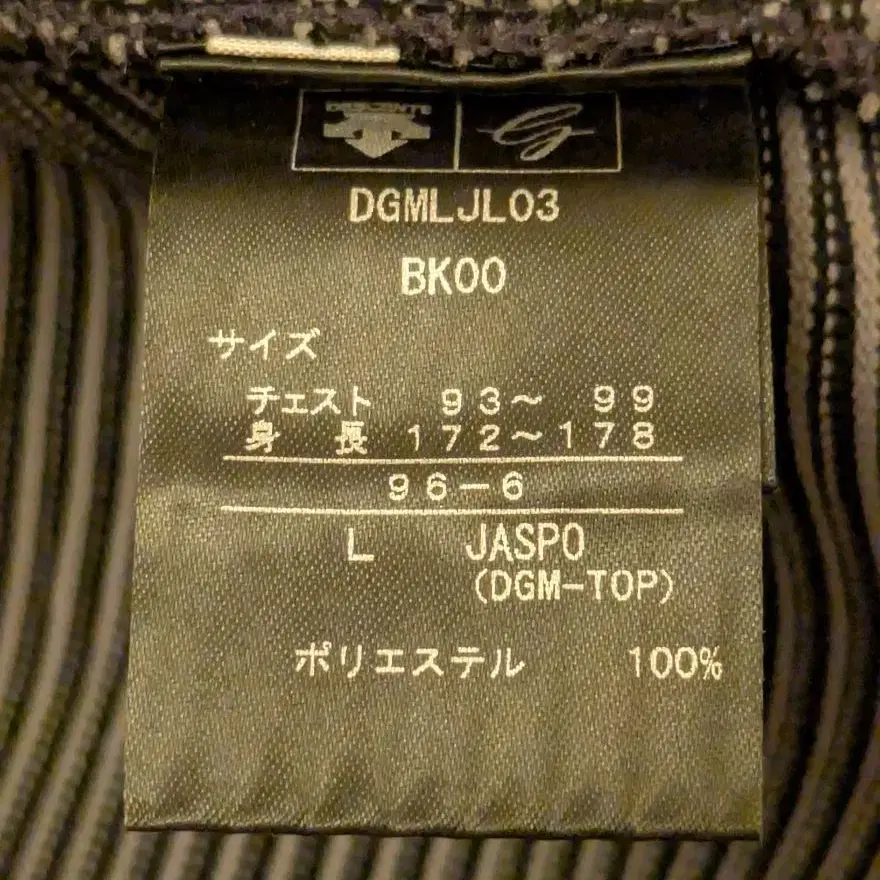 DESCENTE
DGMLJL03
BK00
サイズ
チェスト 93～ 99
身 長 172～178
96－6
L JASPO
(DGM-TOP)
ポリエステル 100%